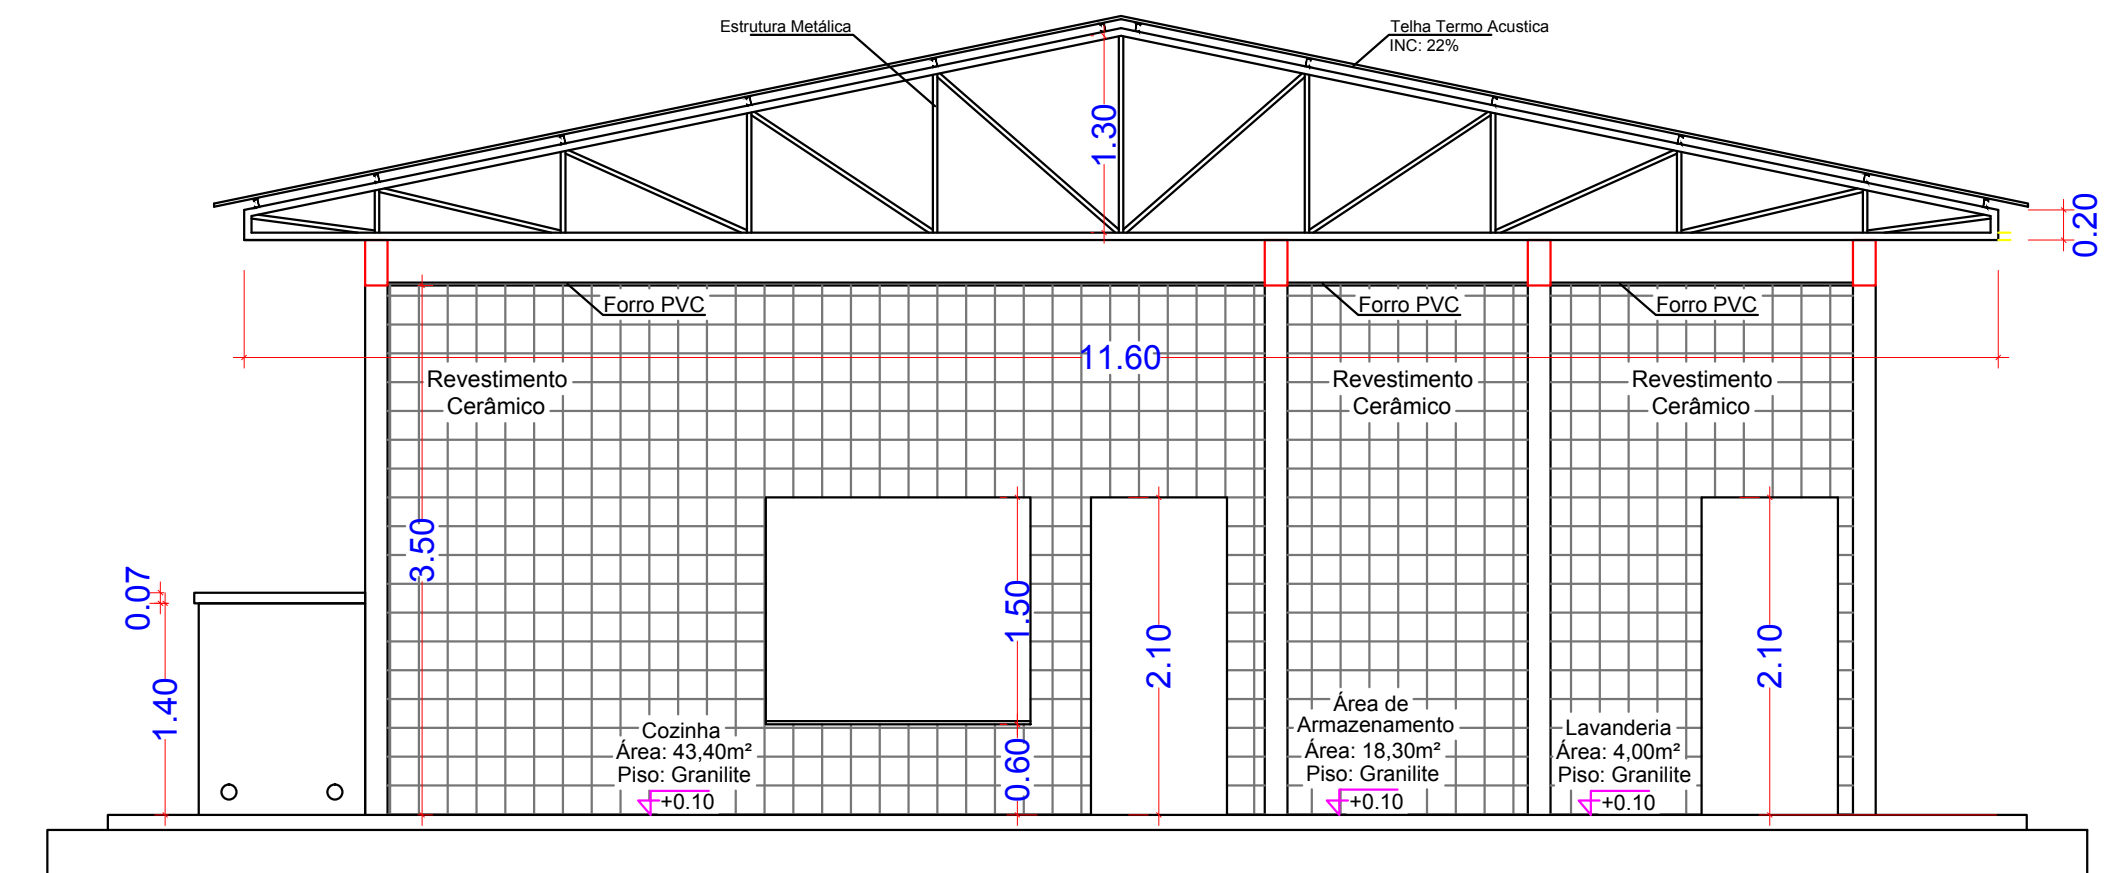 Estrutura Metálica
Telha Termo Acustica
INC: 22%
1.30
0.20
Forro PVC
Forro PVC
Forro PVC
11.60
Revestimento
Cerâmico
Revestimento
Cerâmico
Revestimento
Cerâmico
3.50
0.07
1.40
1.50
0.60
2.10
2.10
Cozinha
Área: 43,40m²
Piso: Granilite
+0.10
Área de
Armazenamento
Área: 18,30m²
Piso: Granilite
+0.10
Lavanderia
Área: 4,00m²
Piso: Granilite
+0.10